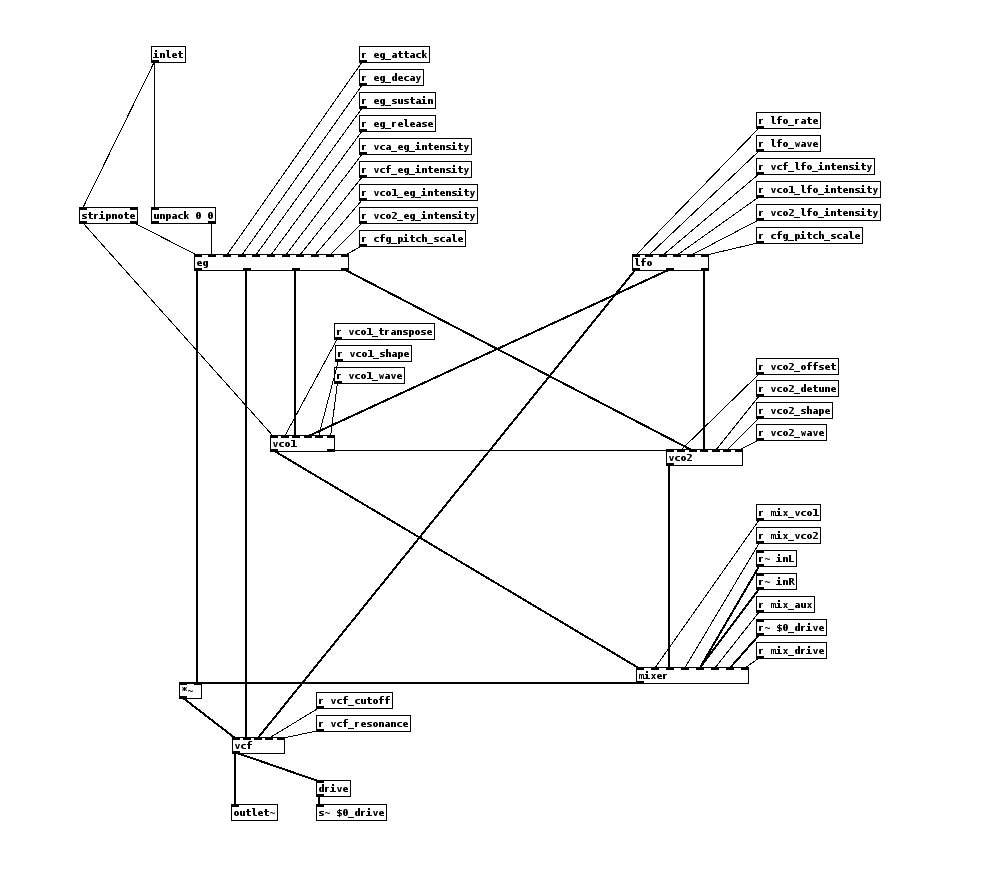 inlet
r eg_attack
r eg_decay
r eg_sustain
r eg_release
r vca_eg_intensity
r vcf_eg_intensity
r vco1_eg_intensity
r vco2_eg_intensity
r cfg_pitch_scale
r lfo_rate
r lfo_wave
r vcf_lfo_intensity
r vco1_lfo_intensity
r vco2_lfo_intensity
r cfg_pitch_scale
stripnote
unpack 0 0
eg
lfo
r vco1_transpose
r vco1_shape
r vco1_wave
r vco2_offset
r vco2_detune
r vco2_shape
r vco2_wave
vco1
vco2
r mix_vco1
r mix_vco2
r~ inL
r~ inR
r mix_aux
r~ $0_drive
r mix_drive
mixer
*~
r vcf_cutoff
r vcf_resonance
vcf
drive
outlet~
s~ $0_drive